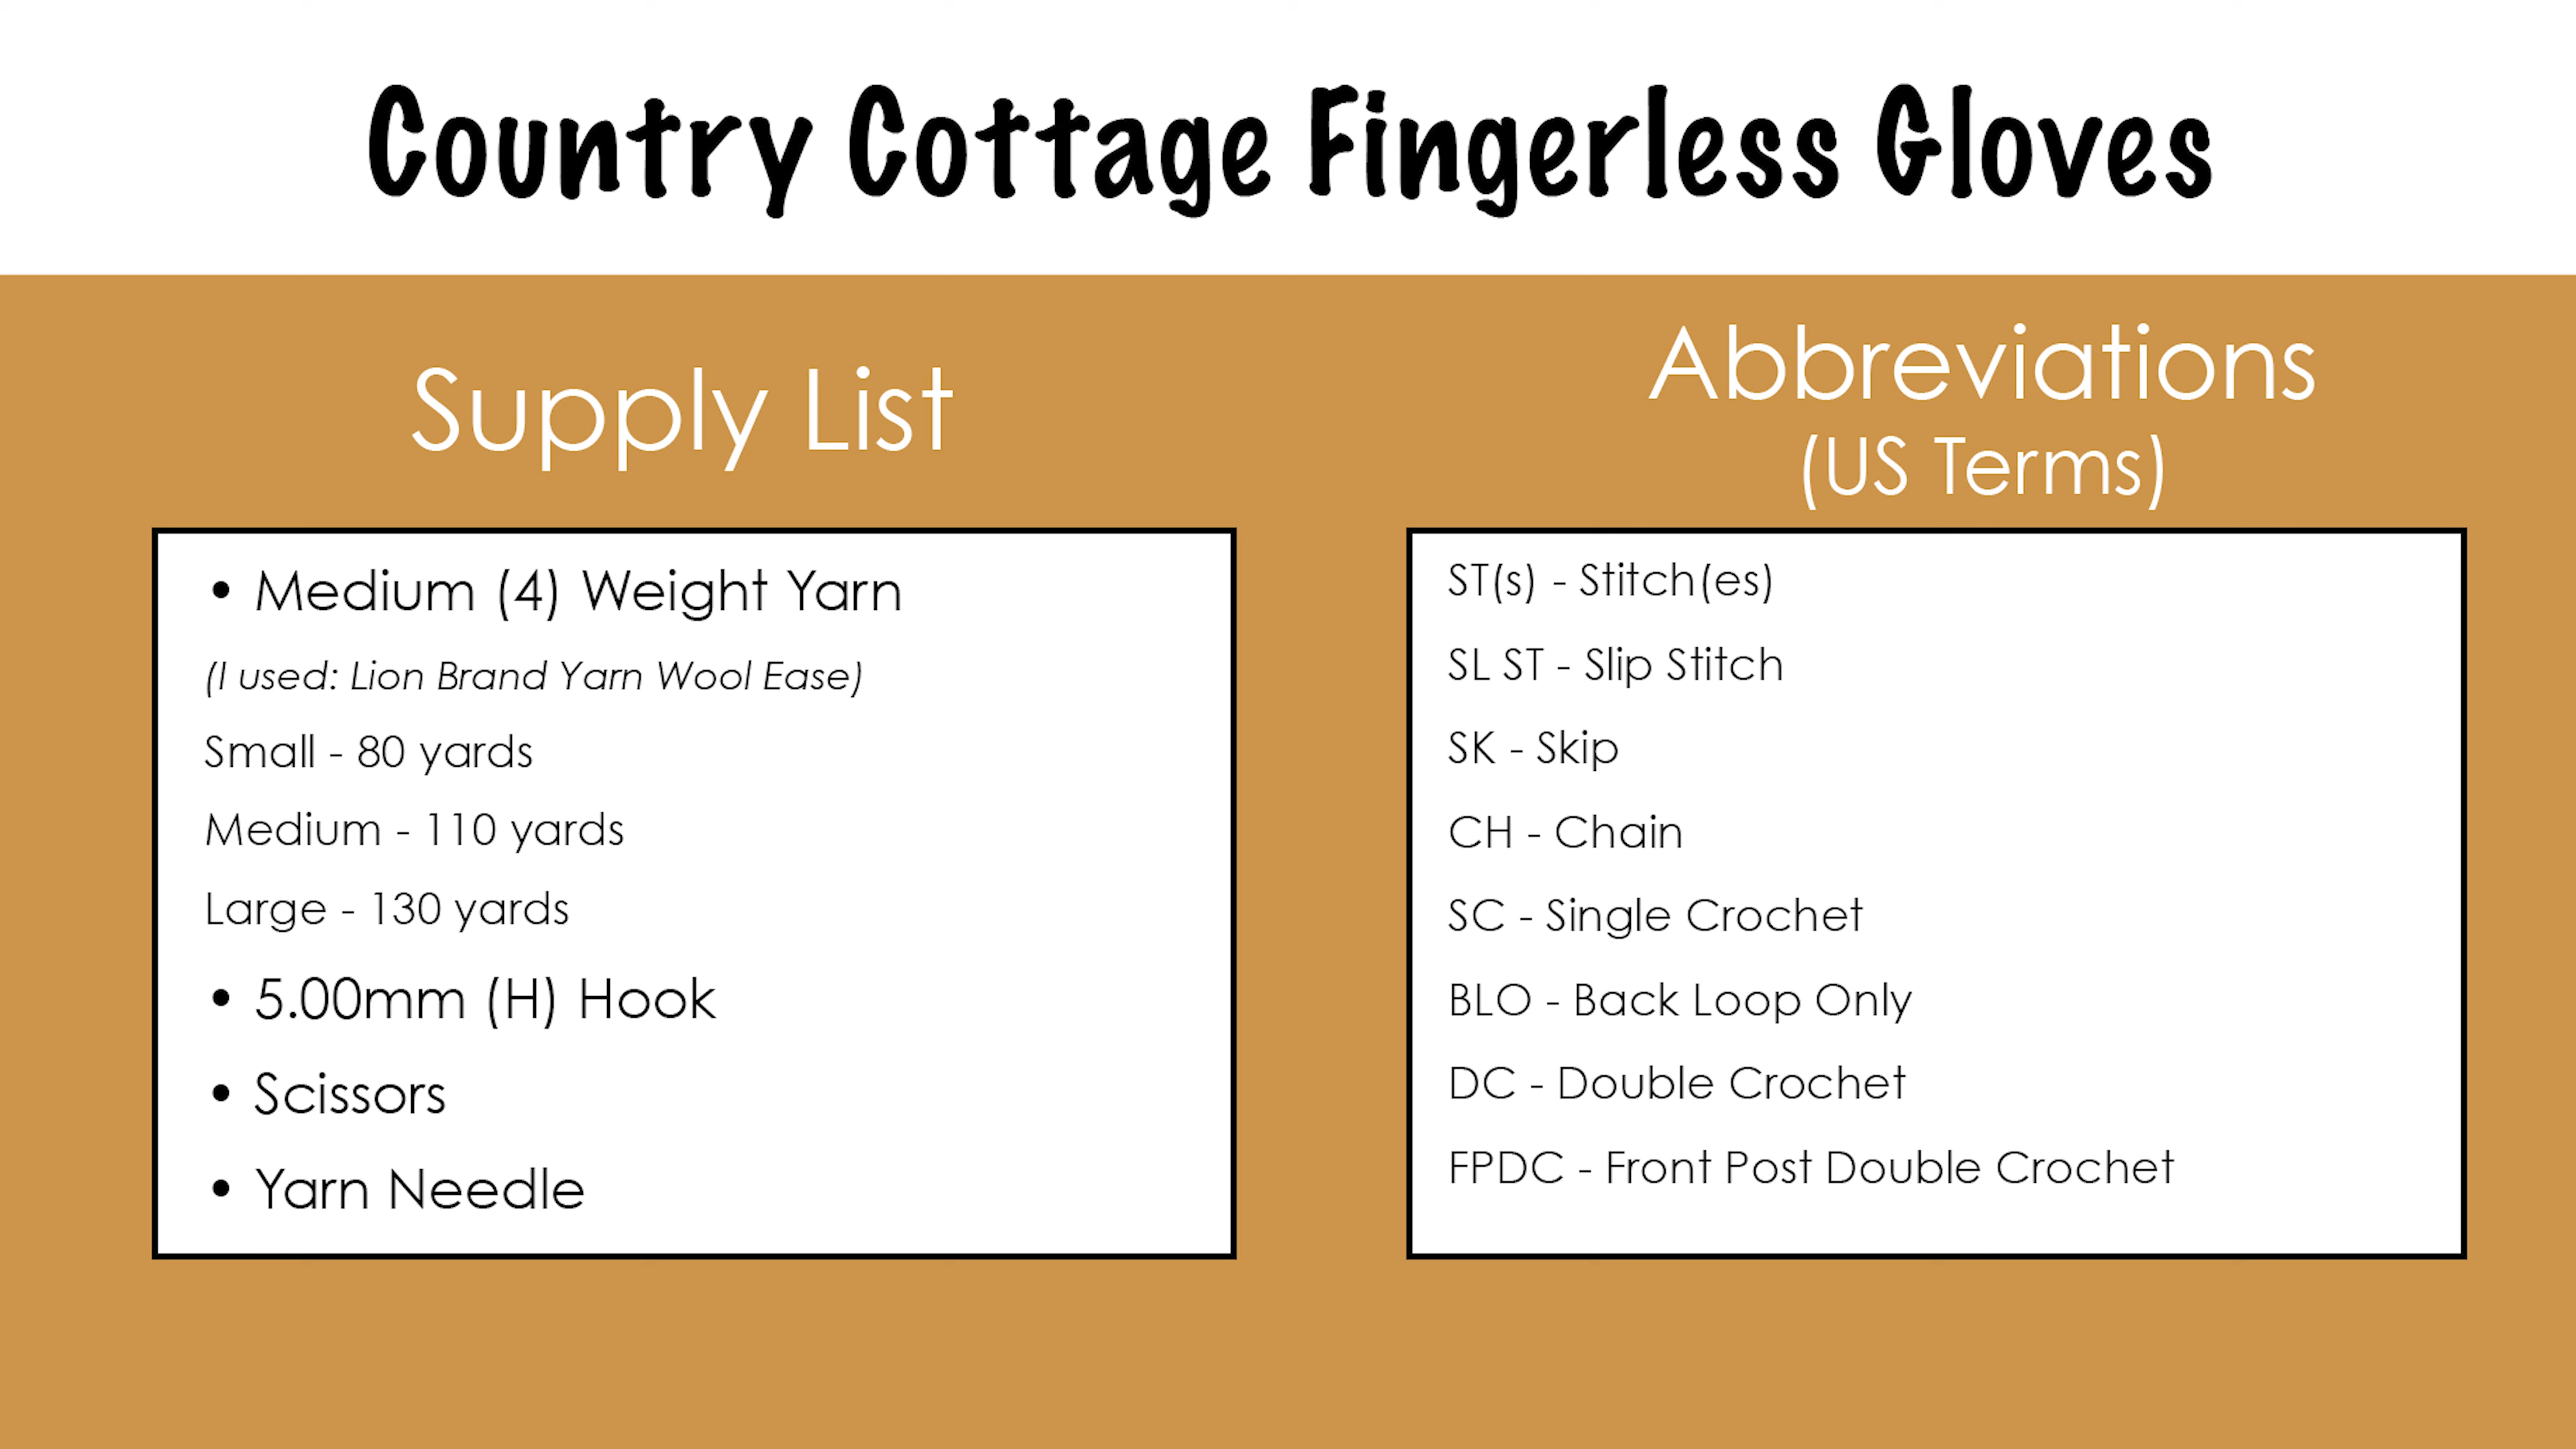 Country Cottage Fingerless Gloves
Supply List
• Medium (4) Weight Yarn
(I used: Lion Brand Yarn Wool Ease)
Small - 80 yards
Medium - 110 yards
Large - 130 yards
• 5.00mm (H) Hook
• Scissors
• Yarn Needle
Abbreviations
(US Terms)
ST(s) - Stitch(es)
SL ST - Slip Stitch
SK - Skip
CH - Chain
SC - Single Crochet
BLO - Back Loop Only
DC - Double Crochet
FPDC - Front Post Double Crochet